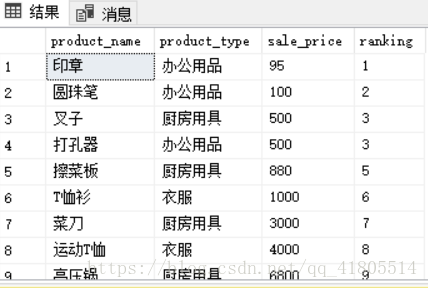 结果 消息
product_name product_type sale_price ranking
1 印章 办公用品 95 1
2 圆珠笔 办公用品 100 2
3 叉子 厨房用具 500 3
4 打孔器 办公用品 500 3
5 擦菜板 厨房用具 880 5
6 T恤衫 衣服 1000 6
7 菜刀 厨房用具 3000 7
8 运动T恤 衣服 4000 8
9 高压锅 厨房用具 6800 9
https://blog.csdn.net/qq_41805514